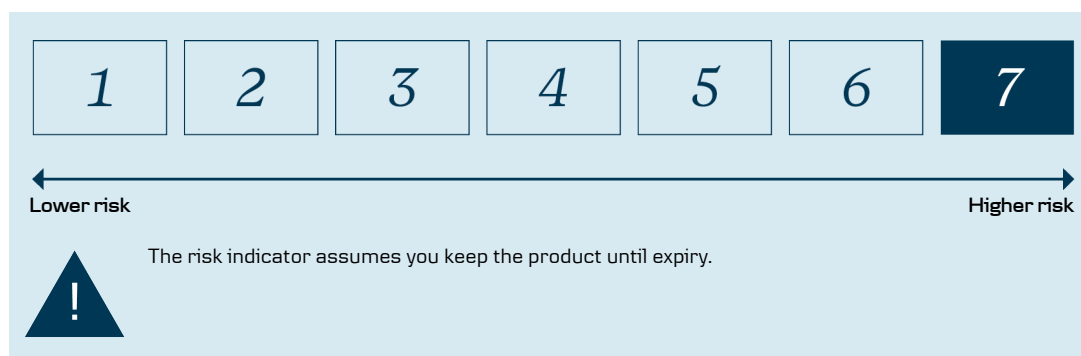 1 2 3 4 5 6 7
Lower risk Higher risk
The risk indicator assumes you keep the product until expiry.
!